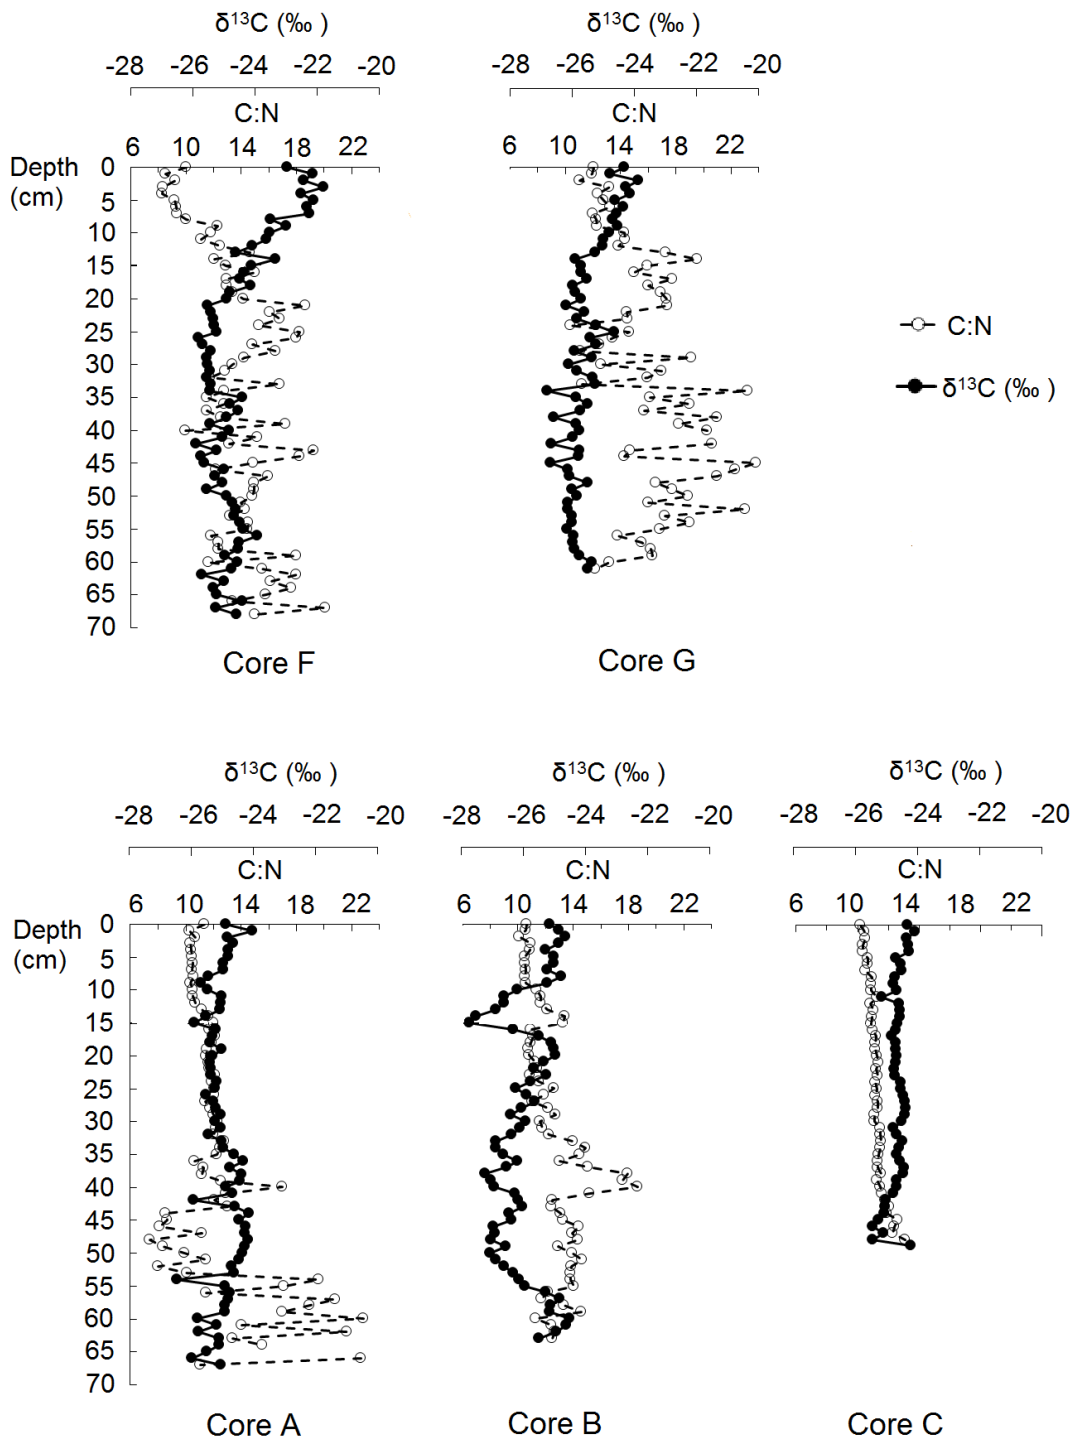 δ¹³C (‰ )
-28 -26 -24 -22 -20
C:N
6 10 14 18 22
Depth
(cm)
0
5
10
15
20
25
30
35
40
45
50
55
60
65
70
Core F
δ¹³C (‰ )
-28 -26 -24 -22 -20
C:N
6 6 10 14 18 22
Core G
C:N
δ¹³C (‰ )
δ¹³C (‰ )
-28 -26 -24 -22 -20
C:N
6 10 14 18 22
Depth
(cm)
0
5
10
15
20
25
30
35
40
45
50
55
60
65
70
Core A
δ¹³C (‰ )
-28 -26 -24 -22 -20
C:N
6 10 14 18 22
Core B
δ¹³C (‰ )
-28 -26 -24 -22 -20
C:N
6 10 14 18 22
Core C